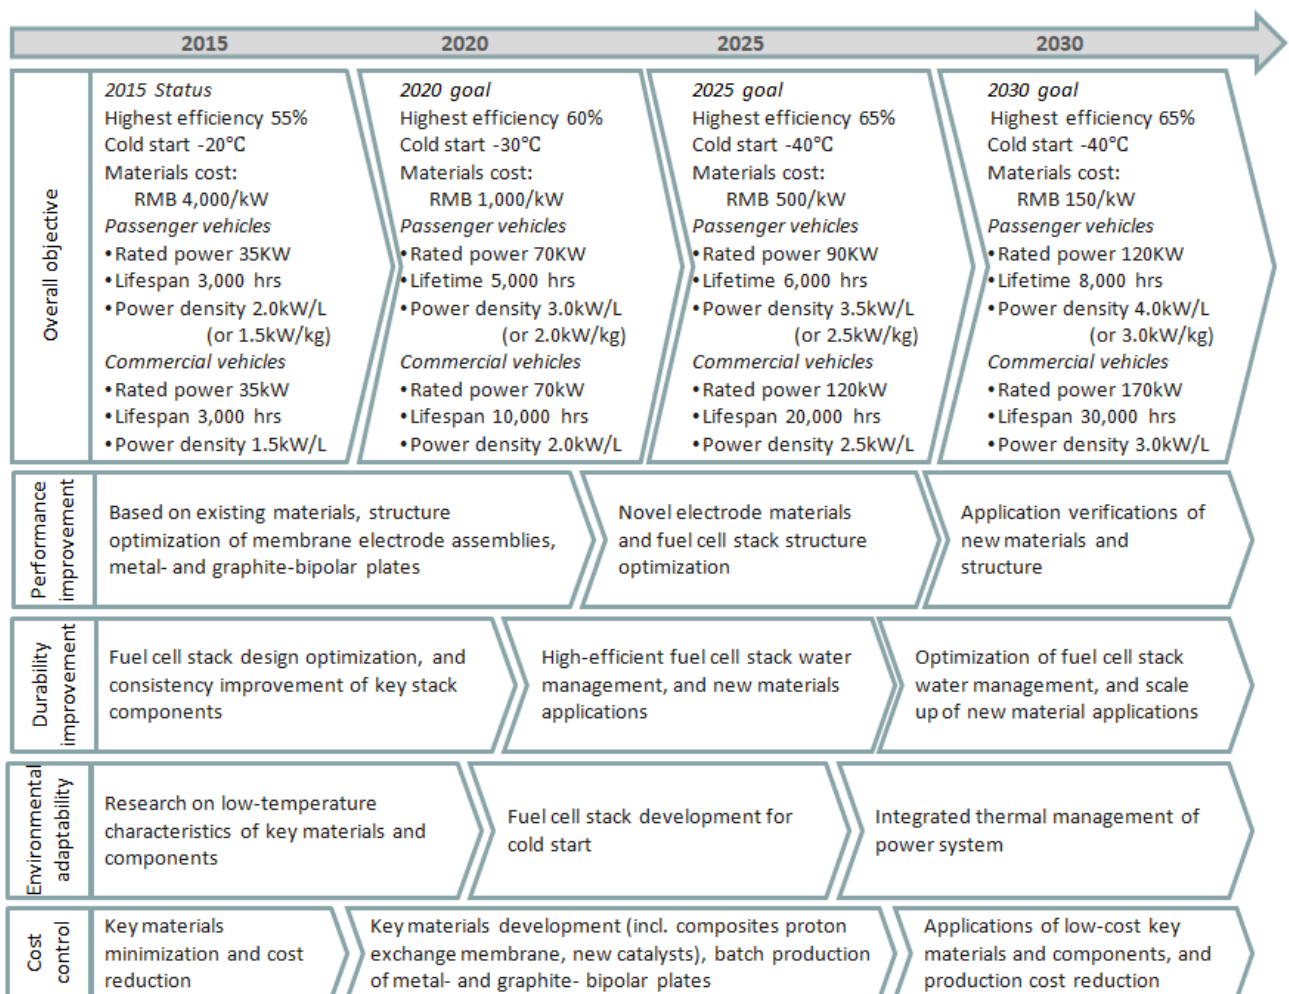 2015
2020
2025
2030
Overall objective
2015 Status
Highest efficiency 55%
Cold start -20℃
Materials cost:
RMB 4,000/kW
Passenger vehicles
•Rated power 35KW
•Lifespan 3,000 hrs
•Power density 2.0kW/L
(or 1.5kW/kg)
Commercial vehicles
•Rated power 35kW
•Lifespan 3,000 hrs
•Power density 1.5kW/L
2020 goal
Highest efficiency 60%
Cold start -30℃
Materials cost:
RMB 1,000/kW
Passenger vehicles
•Rated power 70KW
•Lifetime 5,000 hrs
•Power density 3.0kW/L
(or 2.0kW/kg)
Commercial vehicles
•Rated power 70kW
•Lifespan 10,000 hrs
•Power density 2.0kW/L
2025 goal
Highest efficiency 65%
Cold start -40℃
Materials cost:
RMB 500/kW
Passenger vehicles
•Rated power 90KW
•Lifetime 6,000 hrs
•Power density 3.5kW/L
(or 2.5kW/kg)
Commercial vehicles
•Rated power 120kW
•Lifespan 20,000 hrs
•Power density 2.5kW/L
2030 goal
Highest efficiency 65%
Cold start -40℃
Materials cost:
RMB 150/kW
Passenger vehicles
•Rated power 120KW
•Lifetime 8,000 hrs
•Power density 4.0kW/L
(or 3.0kW/kg)
Commercial vehicles
•Rated power 170kW
•Lifespan 30,000 hrs
•Power density 3.0kW/L
Performance
improvement
Based on existing materials, structure
optimization of membrane electrode assemblies,
metal- and graphite-bipolar plates
Novel electrode materials
and fuel cell stack structure
optimization
Application verifications of
new materials and
structure
Durability
improvement
Fuel cell stack design optimization, and
consistency improvement of key stack
components
High-efficient fuel cell stack water
management, and new materials
applications
Optimization of fuel cell stack
water management, and scale
up of new material applications
Environmental
adaptability
Research on low-temperature
characteristics of key materials and
components
Fuel cell stack development for
cold start
Integrated thermal management of
power system
Cost
control
Key materials
minimization and cost
reduction
Key materials development (incl. composites proton
exchange membrane, new catalysts), batch production
of metal- and graphite- bipolar plates
Applications of low-cost key
materials and components, and
production cost reduction